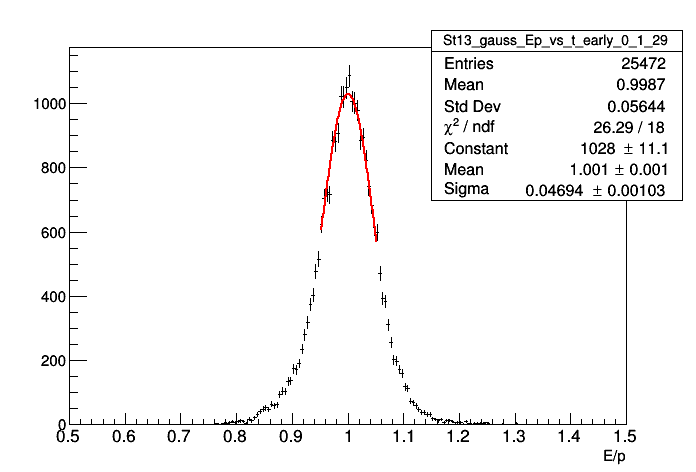 St13_gauss_Ep_vs_t_early_0_1_29
Entries 25472
Mean 0.9987
Std Dev 0.05644
χ² / ndf 26.29 / 18
Constant 1028 ± 11.1
Mean 1.001 ± 0.001
Sigma 0.04694 ± 0.00103
1000
800
600
400
200
0
0.5 0.6 0.7 0.8 0.9 1 1.1 1.2 1.3 1.4 1.5
E/p